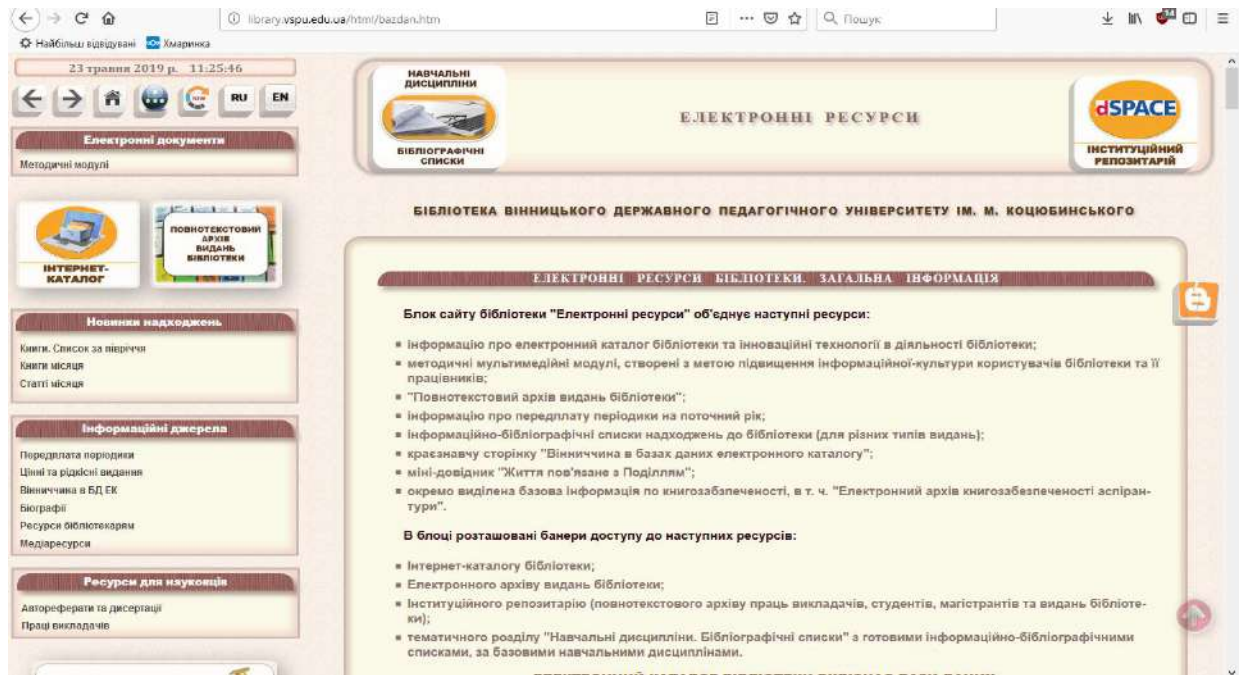 library.vspu.edu.ua/html/bazdan.htm
Пошук
14
Найбільш відвідувані
Хмаринка
23 травня 2019 р. 11:25:46
RU
EN
Електронні документи
Методичні модулі
ІНТЕРНЕТ-
КАТАЛОГ
ПОВНОТЕКСТОВИЙ
АРХІВ
ВИДАНЬ
БІБЛІОТЕКИ
Новинки надходжень
Книги. Список за півріччя
Книги місяця
Статті місяця
Інформаційні джерела
Передплата періодики
Цінні та рідкісні видання
Вінниччина в БД ЕК
Біографії
Ресурси бібліотекарям
Медіаресурси
Ресурси для науковців
Автореферати та дисертації
Праці викладачів
НАВЧАЛЬНІ
ДИСЦИПЛІНИ
БІБЛІОГРАФІЧНІ
СПИСКИ
ЕЛЕКТРОННІ РЕСУРСИ
dSPACE
ІНСТИТУЦІЙНИЙ
РЕПОЗИТАРІЙ
БІБЛІОТЕКА ВІННИЦЬКОГО ДЕРЖАВНОГО ПЕДАГОГІЧНОГО УНІВЕРСИТЕТУ ІМ. М. КОЦЮБИНСЬКОГО
ЕЛЕКТРОННІ РЕСУРСИ БІБЛІОТЕКИ. ЗАГАЛЬНА ІНФОРМАЦІЯ
Блок сайту бібліотеки "Електронні ресурси" об'єднує наступні ресурси:
інформацію про електронний каталог бібліотеки та інноваційні технології в діяльності бібліотеки;
методичні мультимедійні модулі, створені з метою підвищення інформаційної-культури користувачів бібліотеки та її
працівників;
"Повнотекстовий архів видань бібліотеки";
інформацію про передплату періодики на поточний рік;
інформаційно-бібліографічні списки надходжень до бібліотеки (для різних типів видань);
краєзнавчу сторінку "Вінниччина в базах даних електронного каталогу";
міні-довідник "Життя пов'язане з Поділлям";
окремо виділена базова інформація по книгозабзпеченості, в т. ч. "Електронний архів книгозабезпеченості аспіран-
тури".
В блоці розташовані банери доступу до наступних ресурсів:
Інтернет-каталогу бібліотеки;
Електронного архіву видань бібліотеки;
Інституційного репозитарію (повнотекстового архіву праць викладачів, студентів, магістрантів та видань бібліоте-
ки);
тематичного розділу "Навчальні дисципліни. Бібліографічні списки" з готовими інформаційно-бібліографічними
списками, за базовими навчальними дисциплінами.